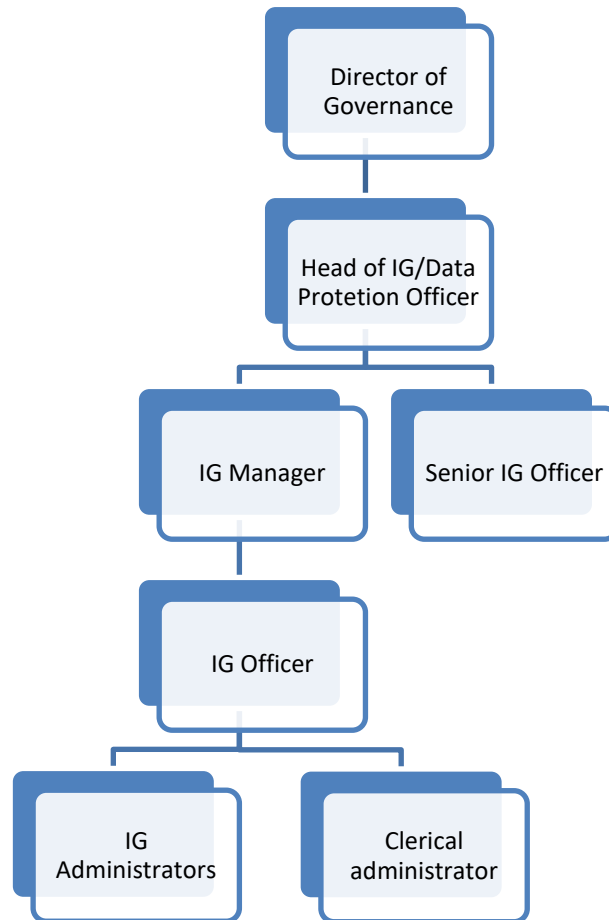 Director of
Governance
Head of IG/Data
Protetion Officer
IG Manager
Senior IG Officer
IG Officer
IG
Administrators
Clerical
administrator